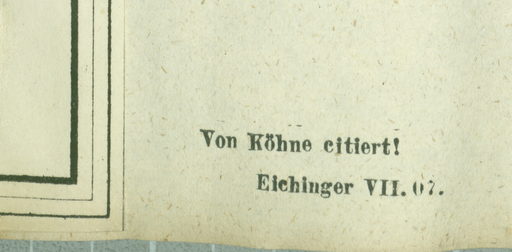 Von Köhne citiert!
Eichinger VII. 07.